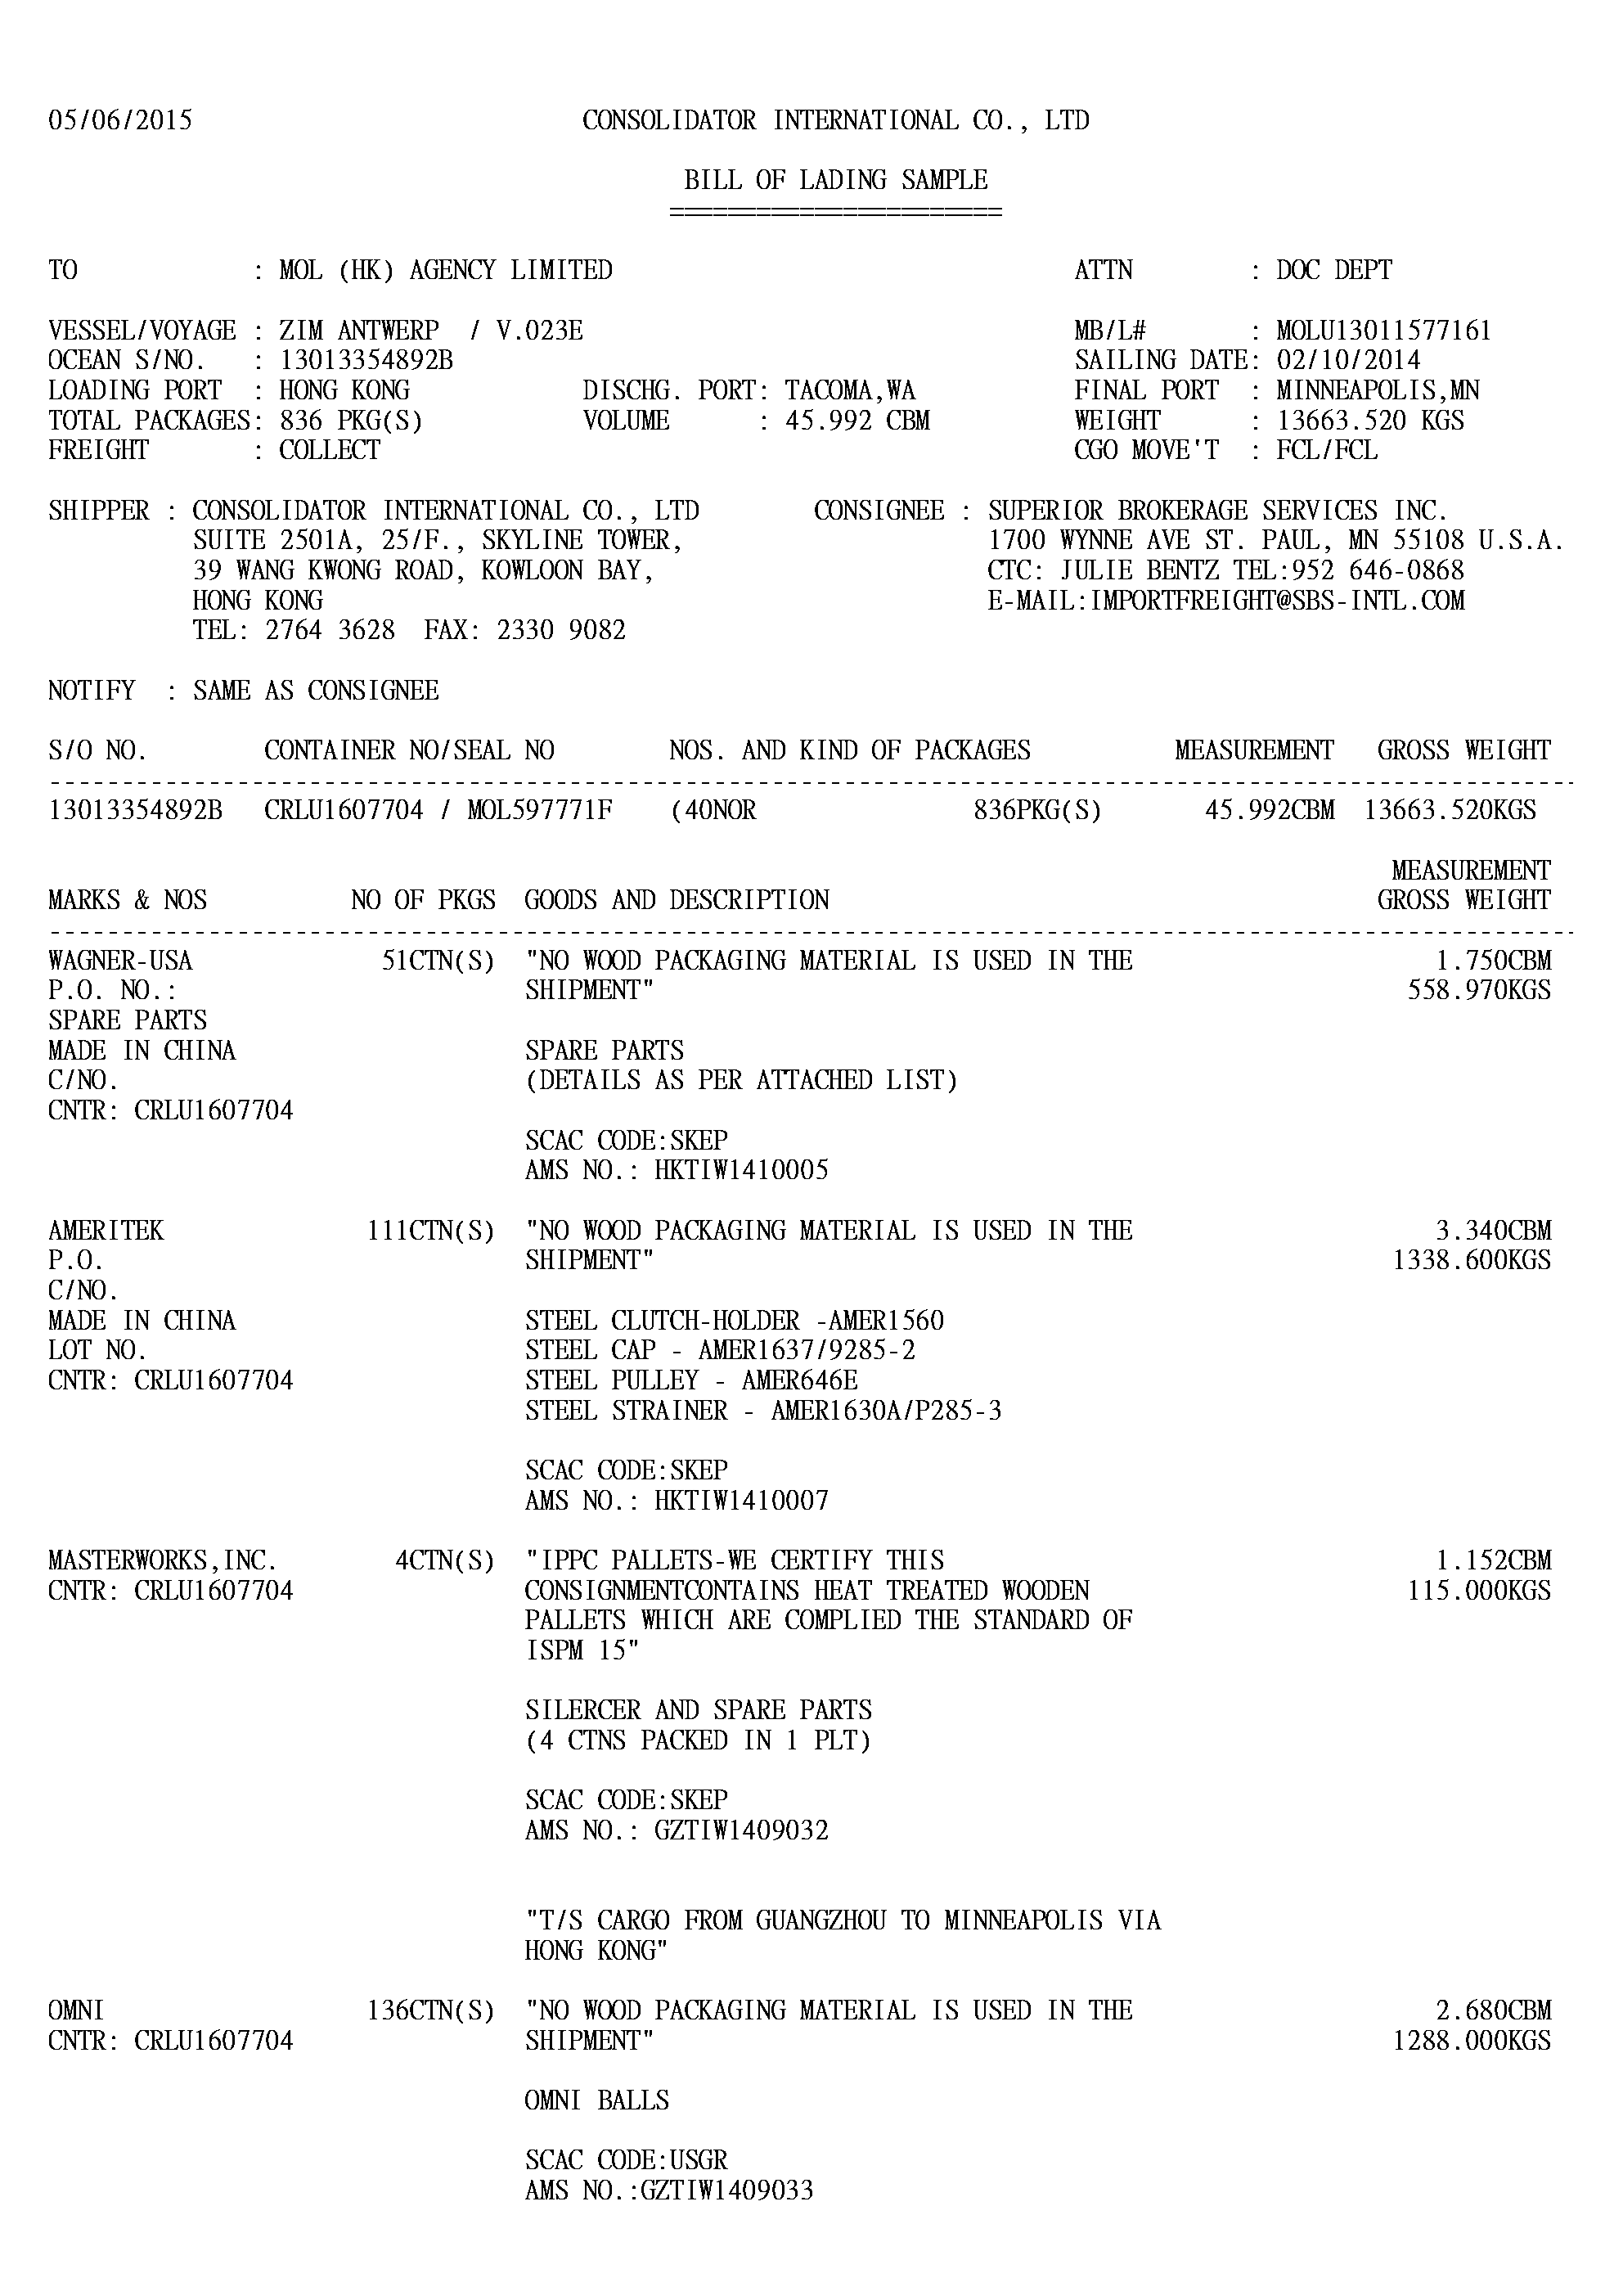 05/06/2015 CONSOLIDATOR INTERNATIONAL CO., LTD
BILL OF LADING SAMPLE
=======================
TO : MOL (HK) AGENCY LIMITED ATTN : DOC DEPT
VESSEL/VOYAGE : ZIM ANTWERP / V.023E MB/L# : MOLU13011577161
OCEAN S/NO. : 13013354892B SAILING DATE: 02/10/2014
LOADING PORT : HONG KONG DISCHG. PORT: TACOMA,WA FINAL PORT : MINNEAPOLIS,MN
TOTAL PACKAGES: 836 PKG(S) VOLUME : 45.992 CBM WEIGHT : 13663.520 KGS
FREIGHT : COLLECT CGO MOVE'T : FCL/FCL
SHIPPER : CONSOLIDATOR INTERNATIONAL CO., LTD CONSIGNEE : SUPERIOR BROKERAGE SERVICES INC.
SUITE 2501A, 25/F., SKYLINE TOWER, 1700 WYNNE AVE ST. PAUL, MN 55108 U.S.A.
39 WANG KWONG ROAD, KOWLOON BAY, CTC: JULIE BENTZ TEL:952 646-0868
HONG KONG E-MAIL:IMPORTFREIGHT@SBS-INTL.COM
TEL: 2764 3628 FAX: 2330 9082
NOTIFY : SAME AS CONSIGNEE
S/O NO. CONTAINER NO/SEAL NO NOS. AND KIND OF PACKAGES MEASUREMENT GROSS WEIGHT
13013354892B CRLU1607704 / MOL597771F (40NOR 836PKG(S) 45.992CBM 13663.520KGS
MEASUREMENT
MARKS & NOS NO OF PKGS GOODS AND DESCRIPTION GROSS WEIGHT
WAGNER-USA 51CTN(S) "NO WOOD PACKAGING MATERIAL IS USED IN THE 1.750CBM
P.O. NO.: SHIPMENT" 558.970KGS
SPARE PARTS
MADE IN CHINA SPARE PARTS
C/NO. (DETAILS AS PER ATTACHED LIST)
CNTR: CRLU1607704
SCAC CODE:SKEP
AMS NO.: HKTIW1410005
AMERITEK 111CTN(S) "NO WOOD PACKAGING MATERIAL IS USED IN THE 3.340CBM
P.O. SHIPMENT" 1338.600KGS
C/NO.
MADE IN CHINA STEEL CLUTCH-HOLDER -AMER1560
LOT NO. STEEL CAP - AMER1637/9285-2
CNTR: CRLU1607704 STEEL PULLEY - AMER646E
STEEL STRAINER - AMER1630A/P285-3
SCAC CODE:SKEP
AMS NO.: HKTIW1410007
MASTERWORKS,INC. 4CTN(S) "IPPC PALLETS-WE CERTIFY THIS 1.152CBM
CNTR: CRLU1607704 CONSIGNMENTCONTAINS HEAT TREATED WOODEN 115.000KGS
PALLETS WHICH ARE COMPLIED THE STANDARD OF
ISPM 15"
SILERCER AND SPARE PARTS
(4 CTNS PACKED IN 1 PLT)
SCAC CODE:SKEP
AMS NO.: GZTIW1409032
"T/S CARGO FROM GUANGZHOU TO MINNEAPOLIS VIA
HONG KONG"
OMNI 136CTN(S) "NO WOOD PACKAGING MATERIAL IS USED IN THE 2.680CBM
CNTR: CRLU1607704 SHIPMENT" 1288.000KGS
OMNI BALLS
SCAC CODE:USGR
AMS NO.:GZTIW1409033